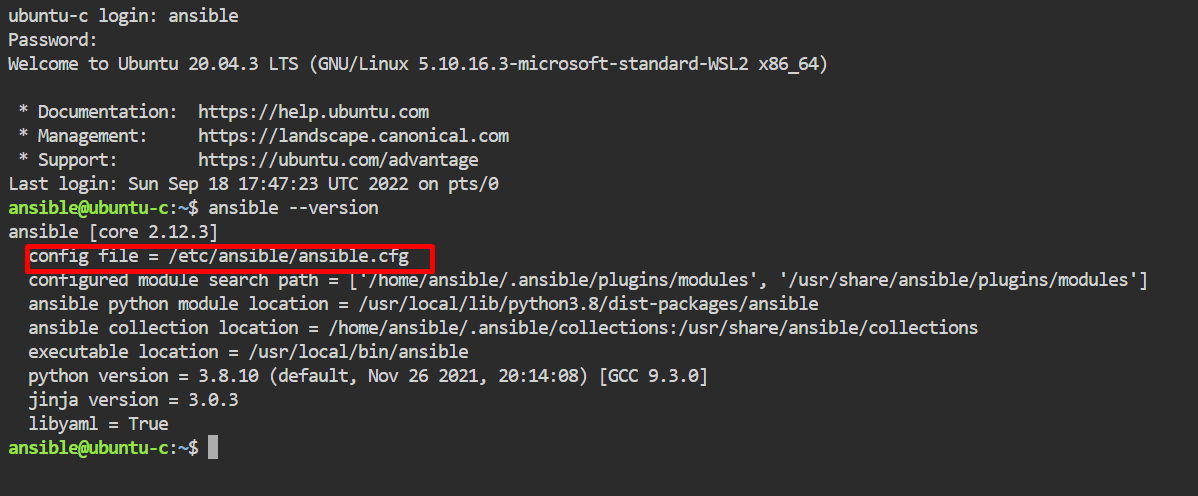 ubuntu-c login: ansible
Password:
Welcome to Ubuntu 20.04.3 LTS (GNU/Linux 5.10.16.3-microsoft-standard-WSL2 x86_64)
* Documentation:  https://help.ubuntu.com
* Management:     https://landscape.canonical.com
* Support:        https://ubuntu.com/advantage
Last login: Sun Sep 18 17:47:23 UTC 2022 on pts/0
ansible@ubuntu-c:~$ ansible --version
ansible [core 2.12.3]
config file = /etc/ansible/ansible.cfg
configured module search path = ['/home/ansible/.ansible/plugins/modules', '/usr/share/ansible/plugins/modules']
ansible python module location = /usr/local/lib/python3.8/dist-packages/ansible
ansible collection location = /home/ansible/.ansible/collections:/usr/share/ansible/collections
executable location = /usr/local/bin/ansible
python version = 3.8.10 (default, Nov 26 2021, 20:14:08) [GCC 9.3.0]
jinja version = 3.0.3
libyaml = True
ansible@ubuntu-c:~$